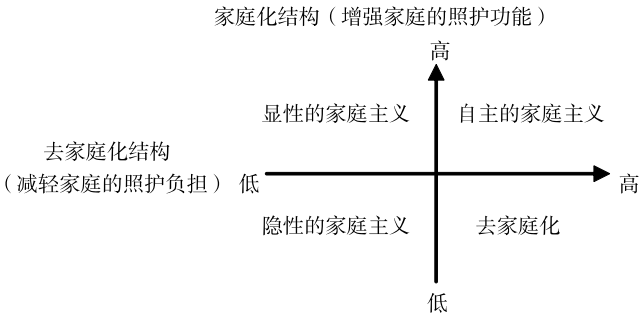 家庭化结构（增强家庭的照护功能）
高
显性的家庭主义
自主的家庭主义
去家庭化结构
（减轻家庭的照护负担）
低
高
隐性的家庭主义
去家庭化
低